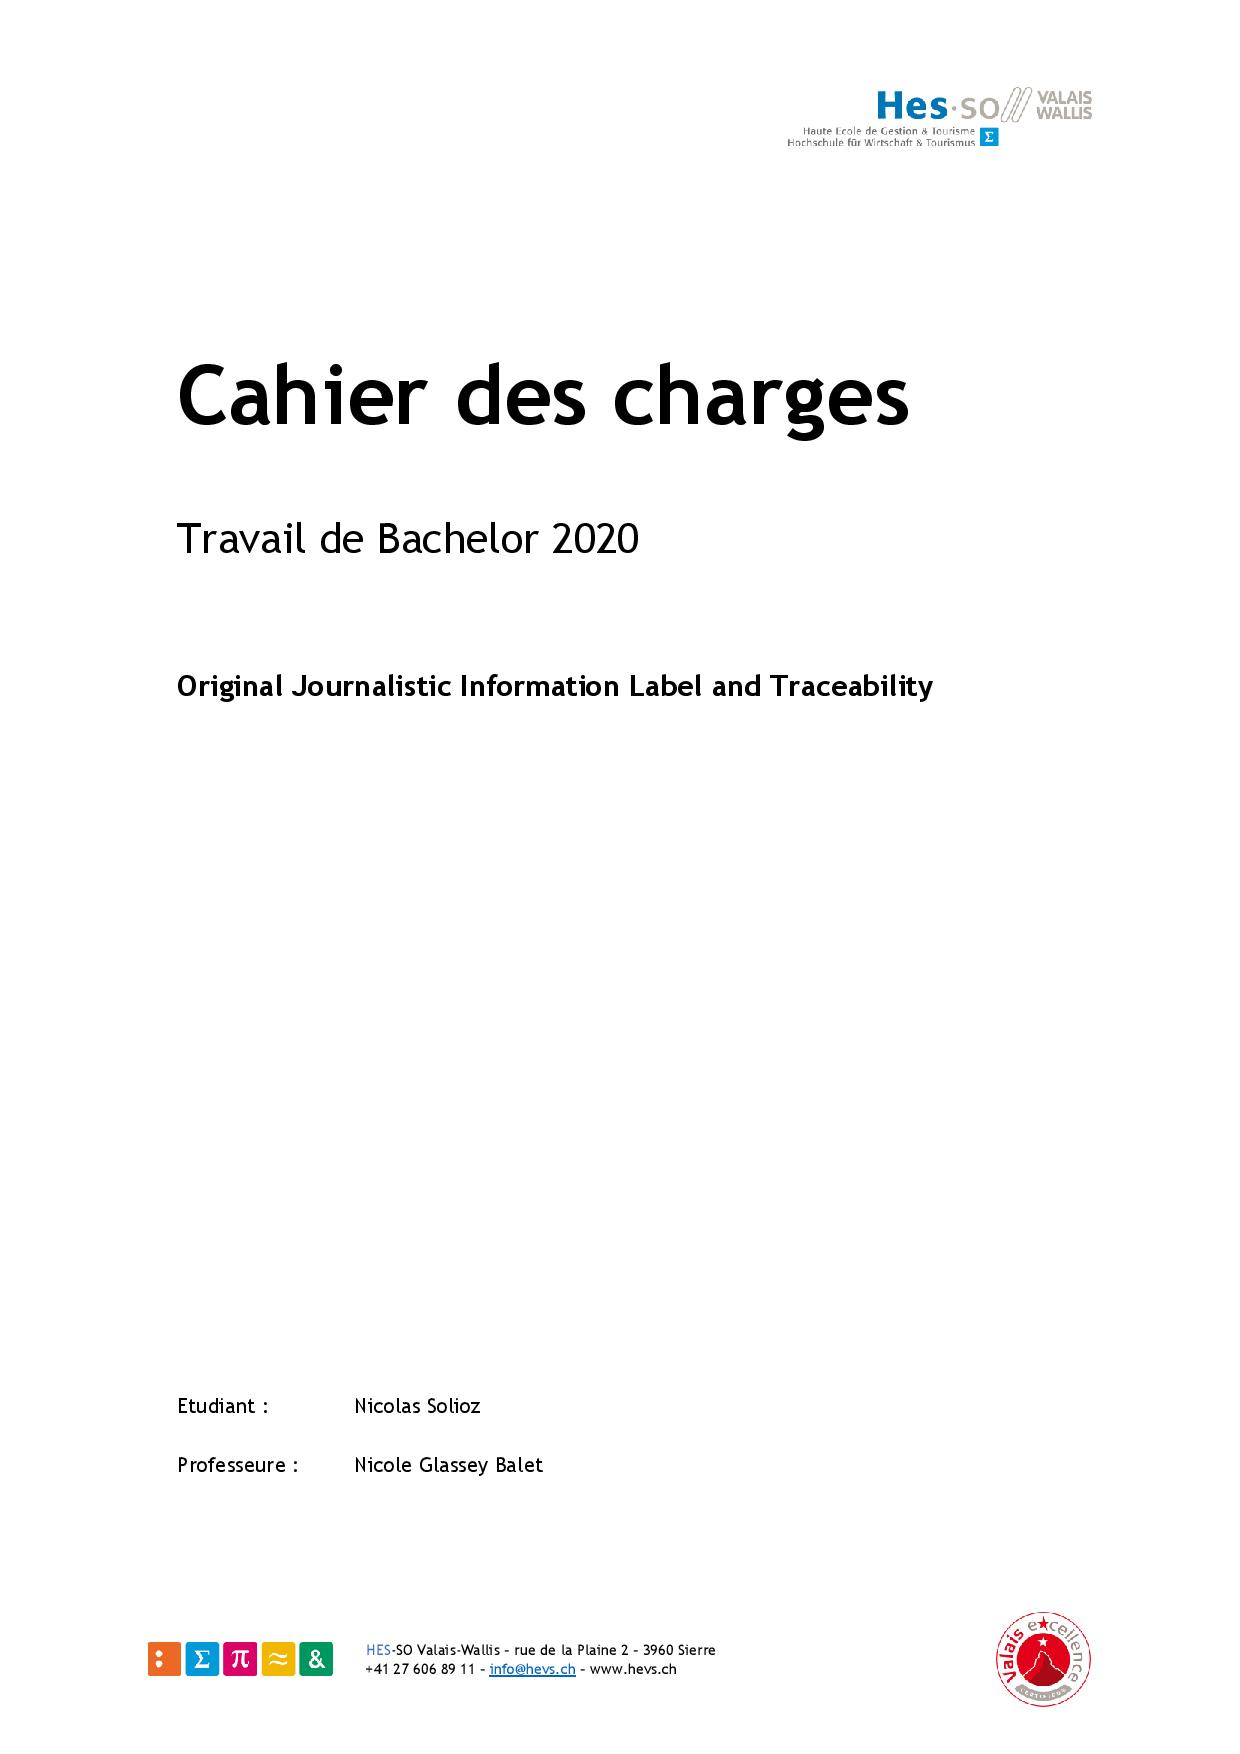 Hes·so VALAIS
WALLIS
Haute Ecole de Gestion & Tourisme
Hochschule für Wirtschaft & Tourismus Σ
Cahier des charges
Travail de Bachelor 2020
Original Journalistic Information Label and Traceability
Etudiant : Nicolas Solioz
Professeure : Nicole Glassey Balet
: Σ π ≈ &
HES-SO Valais-Wallis - rue de la Plaine 2 - 3960 Sierre
+41 27 606 89 11 - info@hevs.ch - www.hevs.ch
Valais excellence